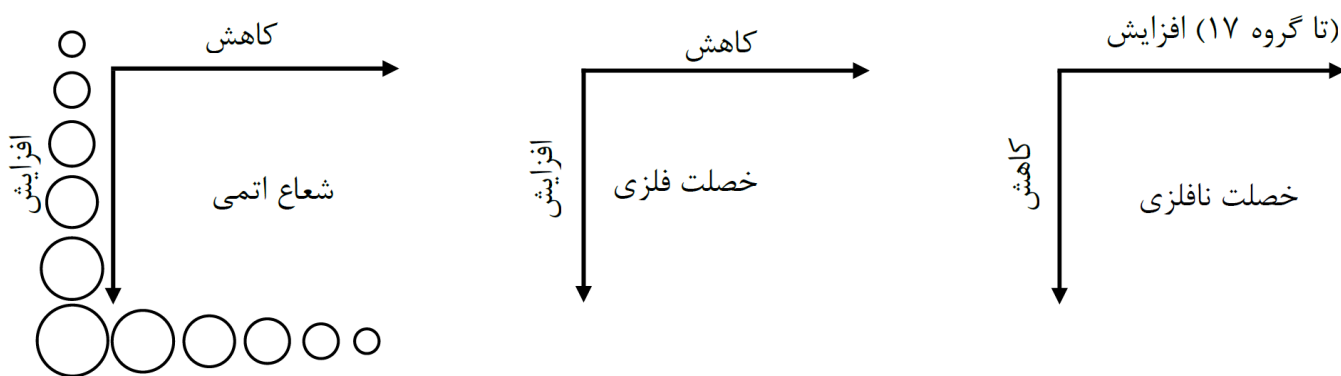 کاهش
افزایش
شعاع اتمی
کاهش
افزایش
خصلت فلزی
(تا گروه ۱۷) افزایش
کاهش
خصلت نافلزی